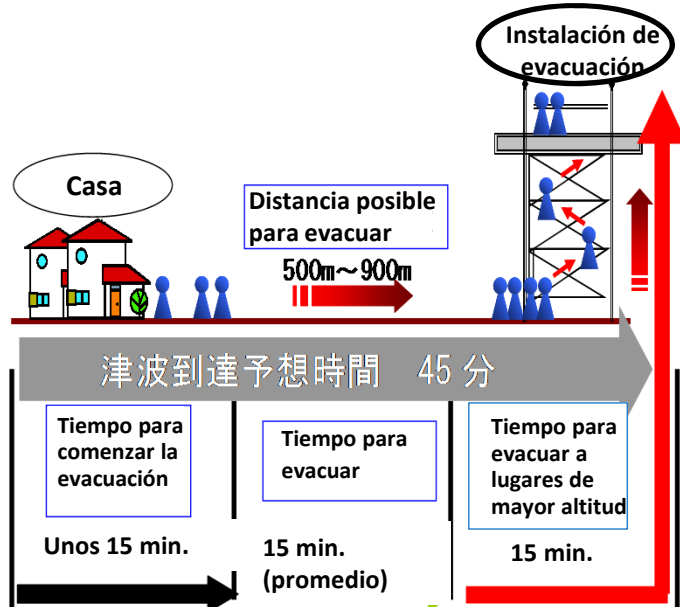 Instalación de
evacuación
Casa
Distancia posible
para evacuar
500m～900m
津波到達予想時間　45 分
Tiempo para
comenzar la
evacuación
Tiempo para
evacuar
Tiempo para
evacuar a
lugares de
mayor altitud
Unos 15 min.
15 min.
(promedio)
15 min.